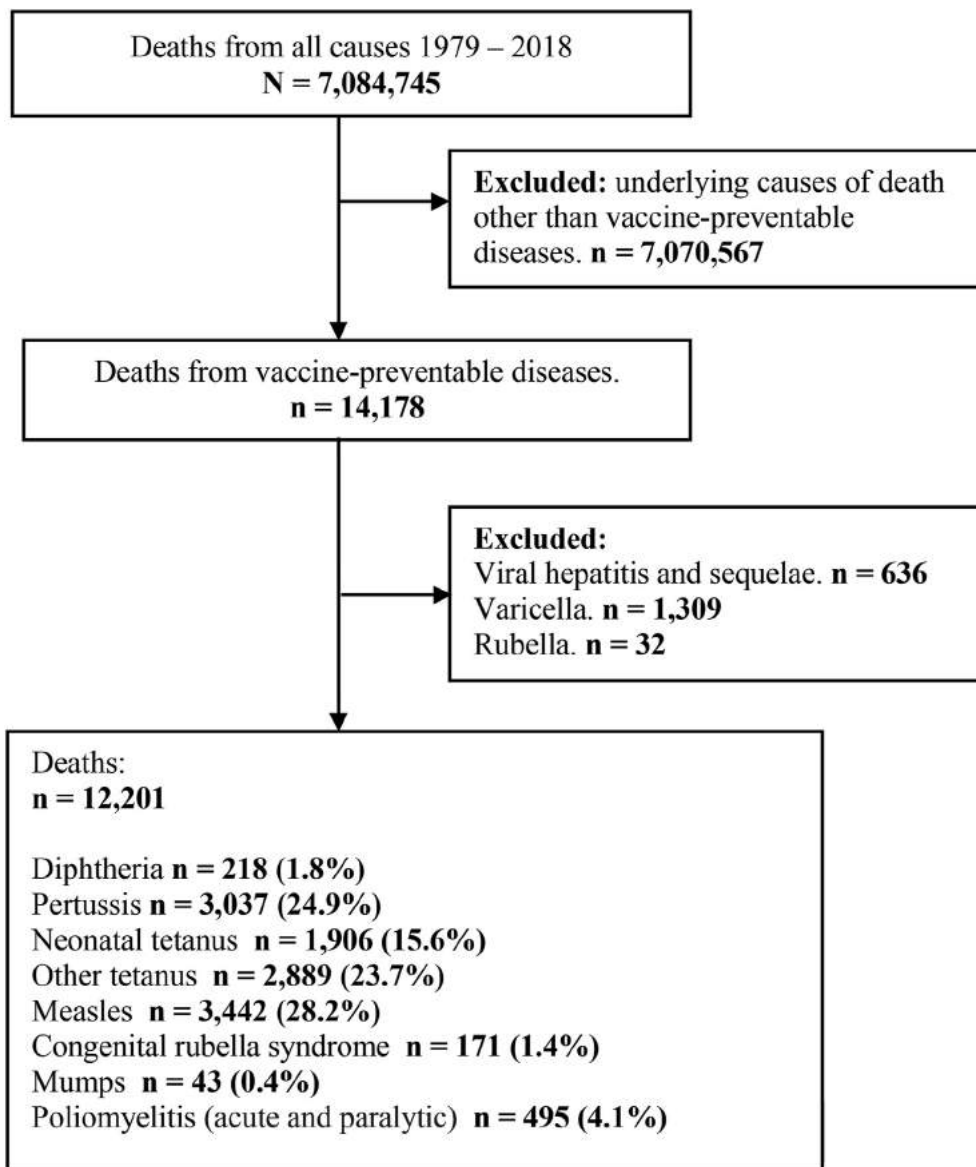 Deaths from all causes 1979 – 2018
N = 7,084,745
Excluded: underlying causes of death
other than vaccine-preventable
diseases. n = 7,070,567
Deaths from vaccine-preventable diseases.
n = 14,178
Excluded:
Viral hepatitis and sequelae. n = 636
Varicella. n = 1,309
Rubella. n = 32
Deaths:
n = 12,201
Diphtheria n = 218 (1.8%)
Pertussis n = 3,037 (24.9%)
Neonatal tetanus n = 1,906 (15.6%)
Other tetanus n = 2,889 (23.7%)
Measles n = 3,442 (28.2%)
Congenital rubella syndrome n = 171 (1.4%)
Mumps n = 43 (0.4%)
Poliomyelitis (acute and paralytic) n = 495 (4.1%)